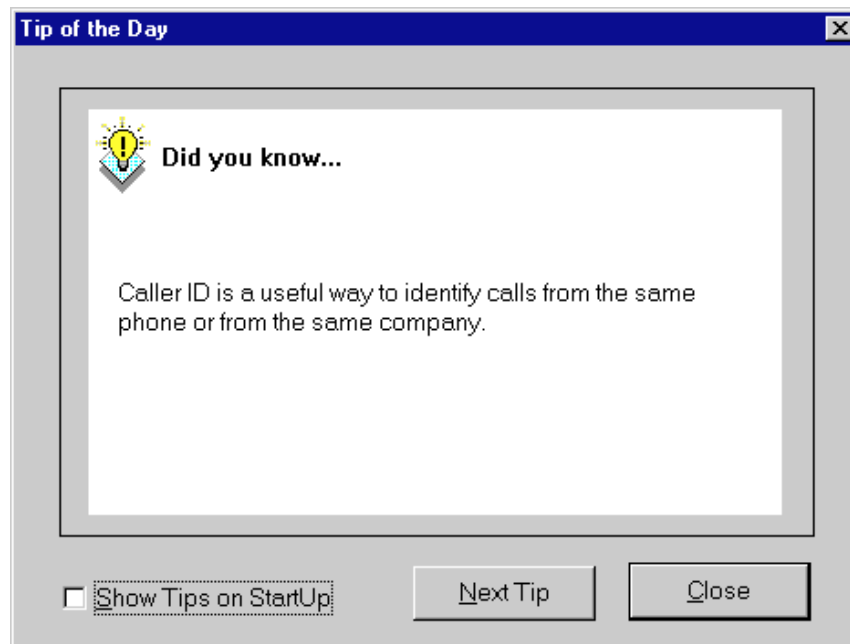 Tip of the Day
Did you know...
Caller ID is a useful way to identify calls from the same
phone or from the same company.
Show Tips on StartUp
Next Tip
Close